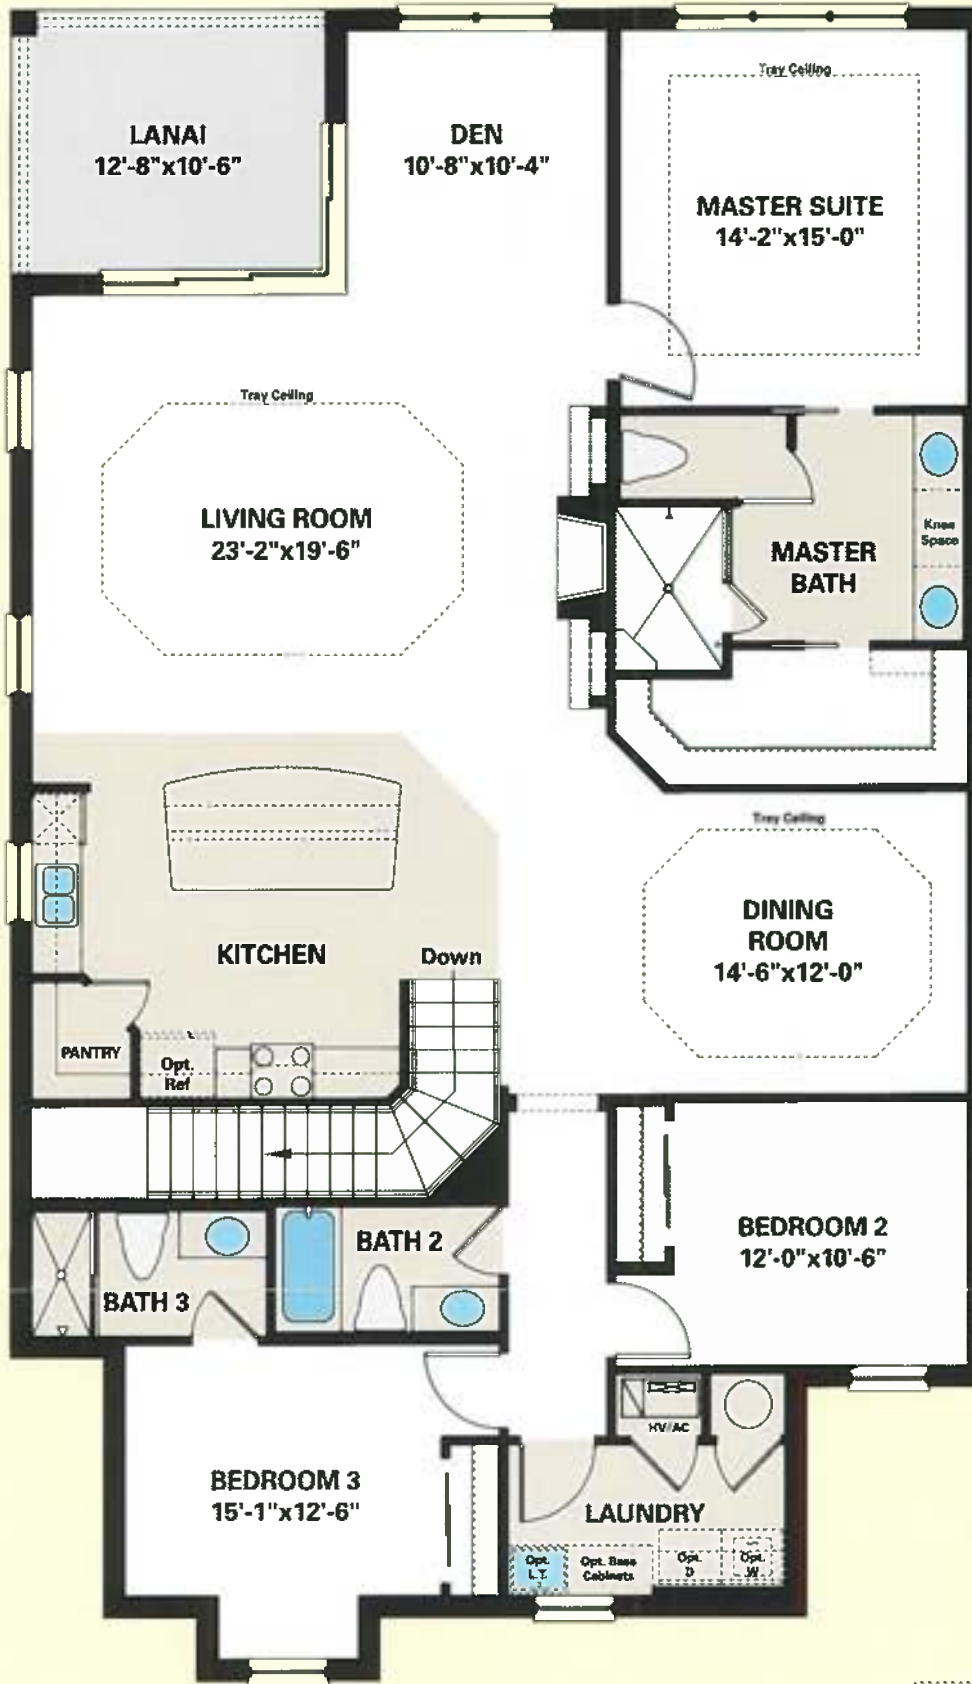 Tray Ceiling
LANAI
12'-8"x10'-6"
DEN
10'-8"x10'-4"
MASTER SUITE
14'-2"x15'-0"
Tray Ceiling
LIVING ROOM
23'-2"x19'-6"
Knee
Space
MASTER
BATH
Tray Ceiling
DINING
ROOM
14'-6"x12'-0"
KITCHEN
Down
PANTRY
Opt.
Ref
BEDROOM 2
12'-0"x10'-6"
BATH 2
BATH 3
HV/AC
BEDROOM 3
15'-1"x12'-6"
LAUNDRY
Opt.
L.T.
Opt. Base
Cabinets
Opt.
D
Opt.
W